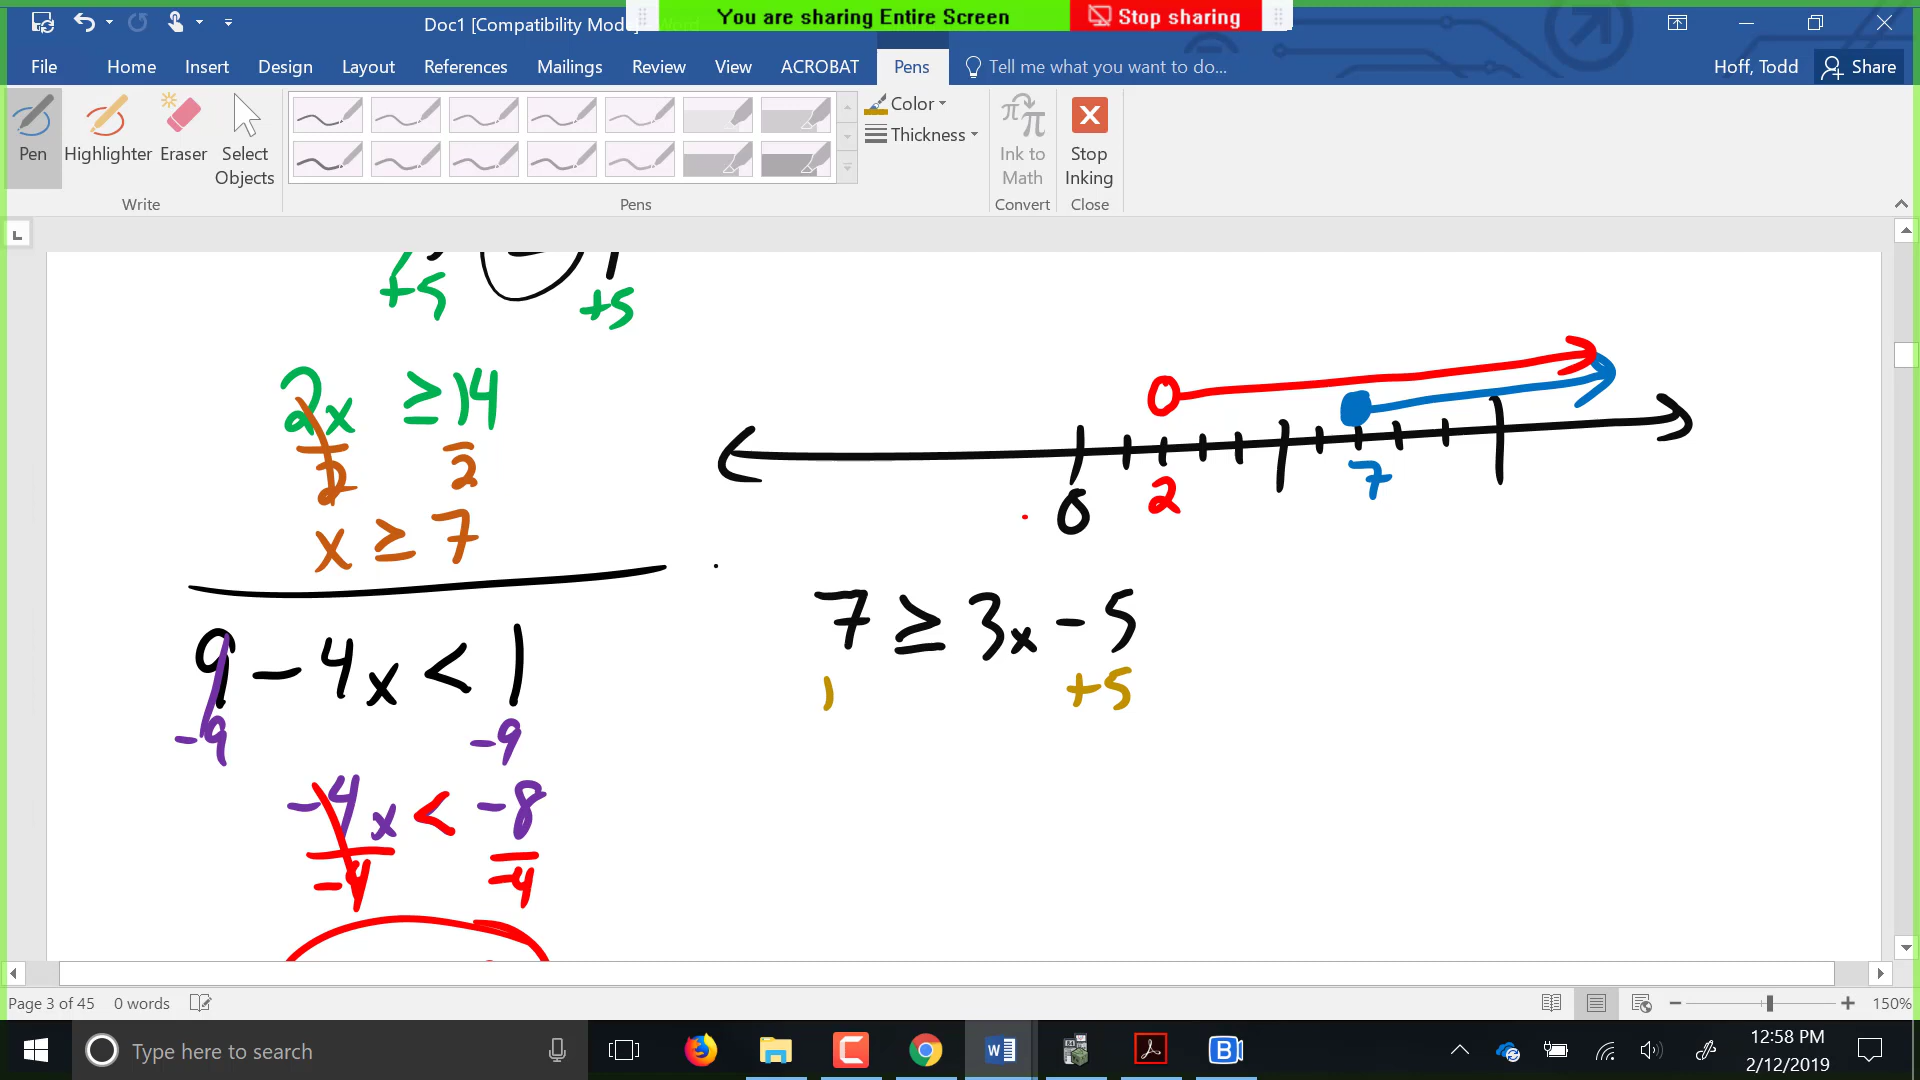 You are sharing Entire Screen
Stop sharing
Doc1 [Compatibility Mod
File Home Insert Design Layout References Mailings Review View ACROBAT Pens Tell me what you want to do... Hoff, Todd Share
Pen Highlighter Eraser Select Objects
Color
Thickness
Ink to Math
Stop Inking
Write Pens Convert Close
+5 +5
2x ≥ 14
2 2
x ≥ 7
0 2 7
9 - 4x < 1
-9 -9
-4x < -8
-4 -4
7 ≥ 3x - 5
+5
Page 3 of 45 0 words 150%
Type here to search
12:58 PM
2/12/2019